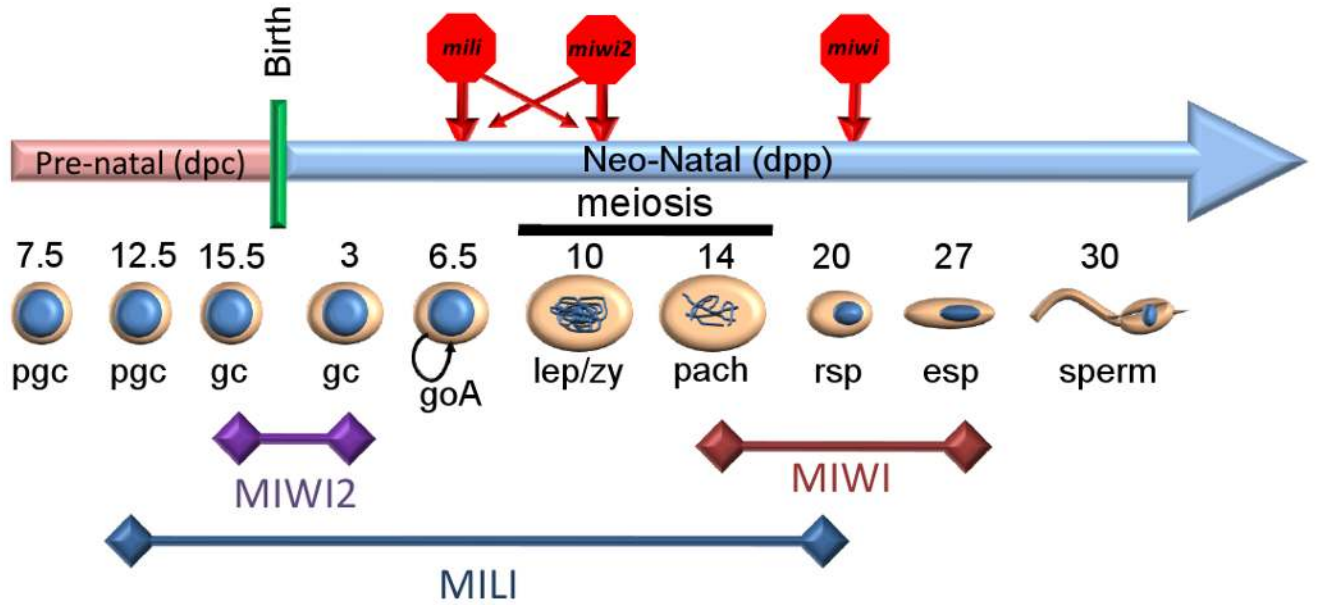 Birth
mili
miwi2
miwi
Pre-natal (dpc)
Neo-Natal (dpp)
meiosis
7.5 12.5 15.5 3 6.5 10 14 20 27 30
pgc pgc gc gc goA lep/zy pach rsp esp sperm
MIWI2
MIWI
MILI